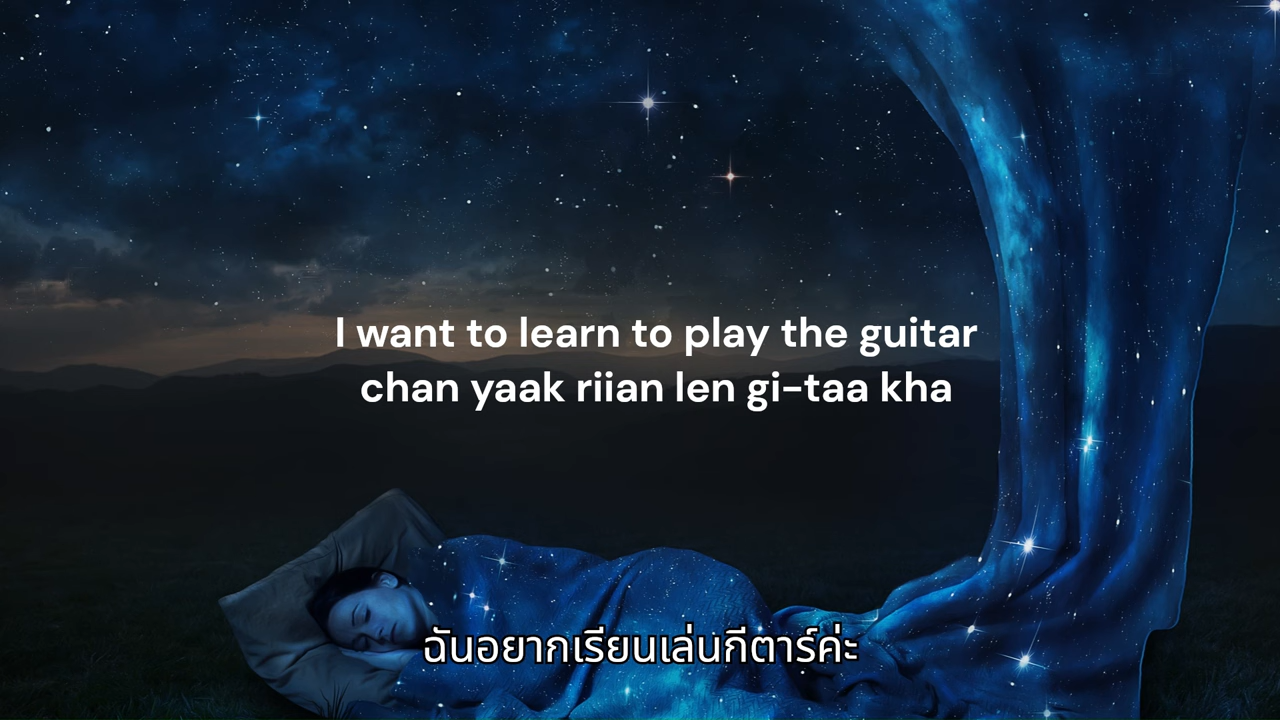 I want to learn to play the guitar
chan yaak riian len gi-taa kha
ฉันอยากเรียนเล่นกีตาร์ค่ะ